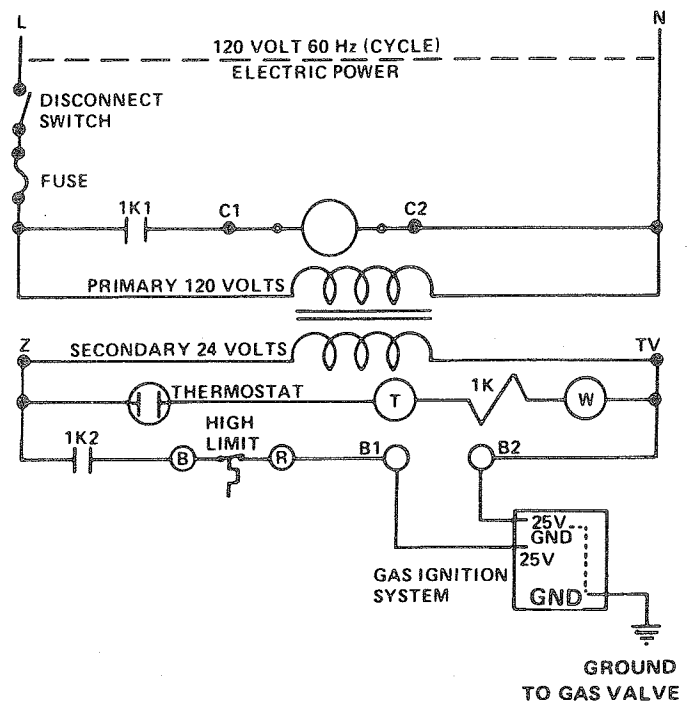 L
N
120 VOLT 60 Hz (CYCLE)
ELECTRIC POWER
DISCONNECT
SWITCH
FUSE
1K1
C1
C2
PRIMARY 120 VOLTS
Z
SECONDARY 24 VOLTS
TV
THERMOSTAT
T
1K
W
HIGH
LIMIT
1K2
B
R
B1
B2
25V
GND
25V
GAS IGNITION
SYSTEM
GND
GROUND
TO GAS VALVE